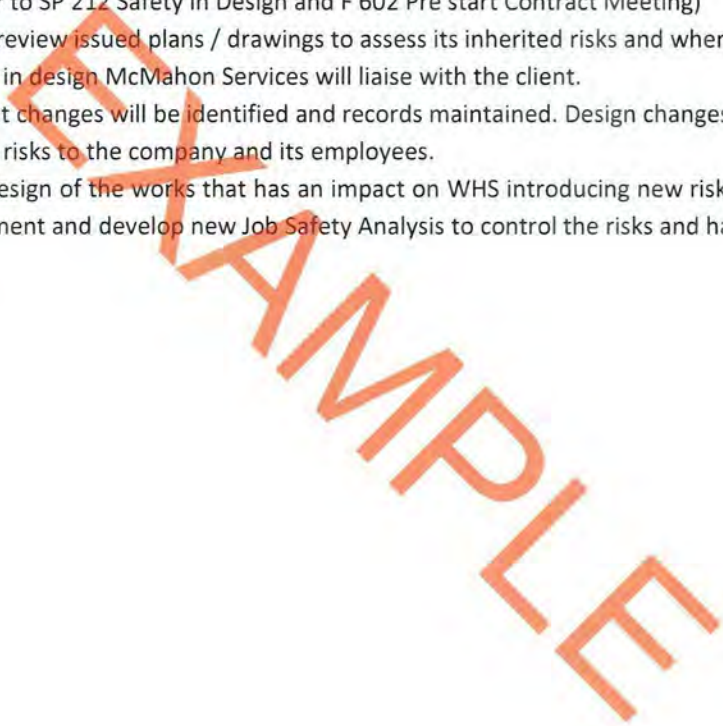 to SP 212 Safety in Design and F 602 Pre start Contract Meeting)
review issued plans / drawings to assess its inherited risks and
in design McMahon Services will liaise with the client.
t changes will be identified and records maintained. Design changes
risks to the company and its employees.
esign of the works that has an impact on WHS introducing new risk
ment and develop new Job Safety Analysis to control the risks and
EXAMPLE